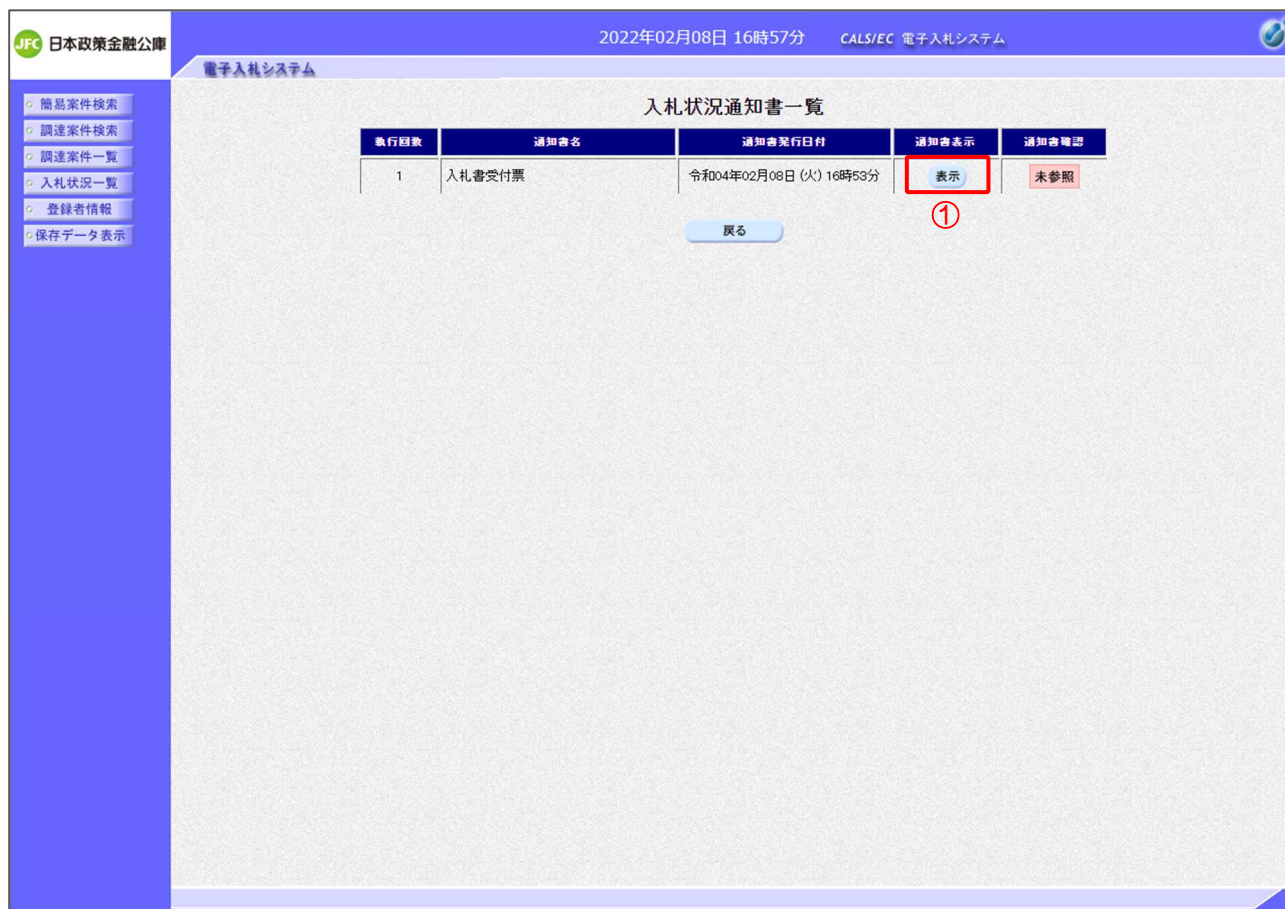 JFC 日本政策金融公庫
2022年02月08日 16時57分 CALS/EC 電子入札システム
電子入札システム
簡易案件検索
調達案件検索
調達案件一覧
入札状況一覧
登録者情報
保存データ表示
入札状況通知書一覧
執行回数 通知書名 通知書発行日付 通知書表示 通知書確認
1 入札書受付票 令和04年02月08日 (火) 16時53分 表示 未参照
①
戻る